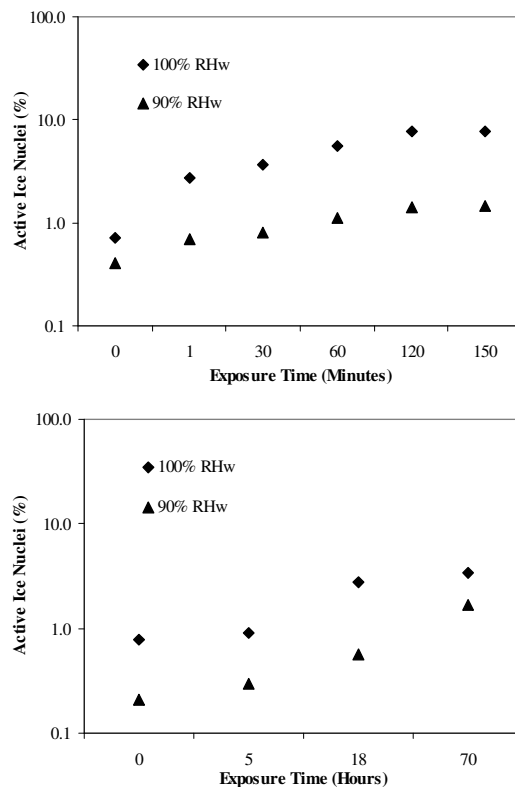 100.0
100% RHw
90% RHw
10.0
1.0
0.1
Active Ice Nuclei (%)
0 1 30 60 120 150
Exposure Time (Minutes)
100.0
100% RHw
90% RHw
10.0
1.0
0.1
Active Ice Nuclei (%)
0 5 18 70
Exposure Time (Hours)